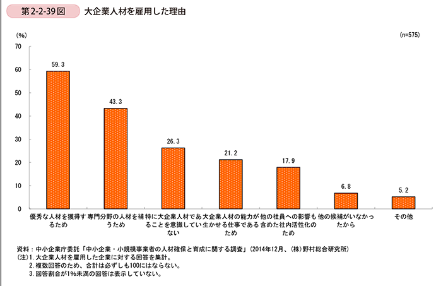 第2-2-39図 大企業人材を雇用した理由
(%)
(n=575)
70
60
50
40
30
20
10
0
59.3
43.3
26.3
21.2
17.9
6.8
5.2
優秀な人材を獲得するため
専門分野の人材を補うため
特に大企業人材であることを意識していない
大企業人材の能力が生かせる仕事であるため
他の社員への影響も含めた社内活性化のため
他の候補がいなかったから
その他
資料：中小企業庁委託「中小企業・小規模事業者の人材確保と育成に関する調査」(2014年12月、(株)野村総合研究所)
(注)1. 大企業人材を雇用した企業に対する回答を集計。
2. 複数回答のため、合計は必ずしも100にはならない。
3. 回答割合が1％未満の回答は表示していない。